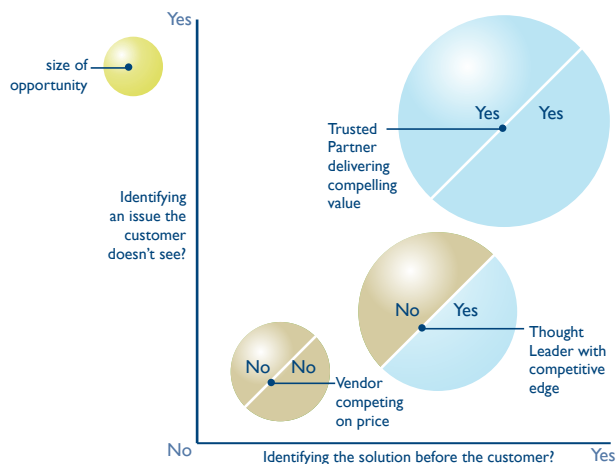 Yes
size of
opportunity
Yes Yes
Trusted
Partner
delivering
compelling
value
Identifying
an issue the
customer
doesn't see?
No Yes
Thought
Leader with
competitive
edge
No No
Vendor
competing
on price
No
Identifying the solution before the customer?
Yes